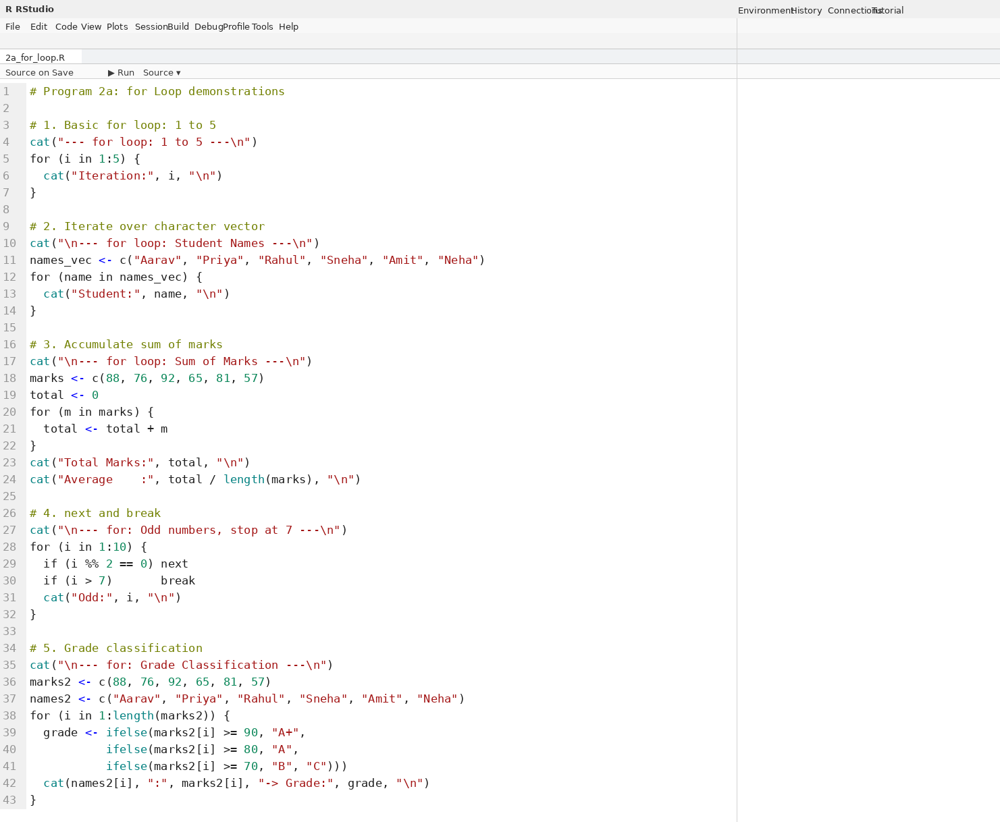 R RStudio
Environment History Connections Tutorial
File Edit Code View Plots Session Build Debug Profile Tools Help
2a_for_loop.R
Source on Save ▶ Run Source ▾
1 # Program 2a: for Loop demonstrations
2
3 # 1. Basic for loop: 1 to 5
4 cat("--- for loop: 1 to 5 ---\n")
5 for (i in 1:5) {
6   cat("Iteration:", i, "\n")
7 }
8
9 # 2. Iterate over character vector
10 cat("\n--- for loop: Student Names ---\n")
11 names_vec <- c("Aarav", "Priya", "Rahul", "Sneha", "Amit", "Neha")
12 for (name in names_vec) {
13   cat("Student:", name, "\n")
14 }
15
16 # 3. Accumulate sum of marks
17 cat("\n--- for loop: Sum of Marks ---\n")
18 marks <- c(88, 76, 92, 65, 81, 57)
19 total <- 0
20 for (m in marks) {
21   total <- total + m
22 }
23 cat("Total Marks:", total, "\n")
24 cat("Average    :", total / length(marks), "\n")
25
26 # 4. next and break
27 cat("\n--- for: Odd numbers, stop at 7 ---\n")
28 for (i in 1:10) {
29   if (i %% 2 == 0) next
30   if (i > 7)       break
31   cat("Odd:", i, "\n")
32 }
33
34 # 5. Grade classification
35 cat("\n--- for: Grade Classification ---\n")
36 marks2 <- c(88, 76, 92, 65, 81, 57)
37 names2 <- c("Aarav", "Priya", "Rahul", "Sneha", "Amit", "Neha")
38 for (i in 1:length(marks2)) {
39   grade <- ifelse(marks2[i] >= 90, "A+",
40            ifelse(marks2[i] >= 80, "A",
41            ifelse(marks2[i] >= 70, "B", "C")))
42   cat(names2[i], ":", marks2[i], "-> Grade:", grade, "\n")
43 }